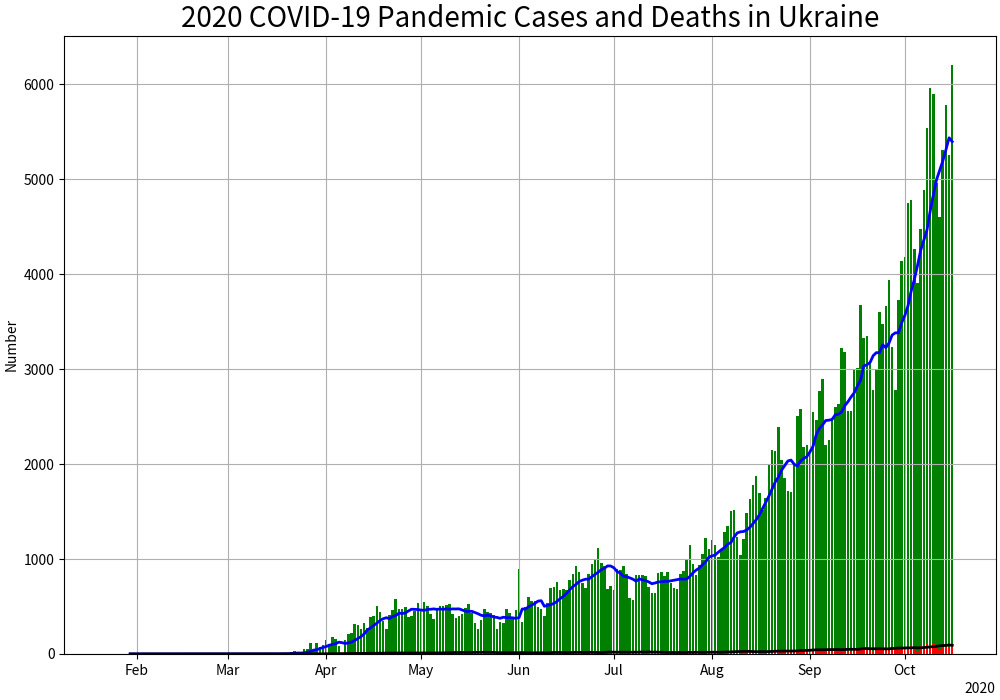 2020 COVID-19 Pandemic Cases and Deaths in Ukraine
6000
5000
4000
3000
2000
1000
0
Number
Feb Mar Apr May Jun Jul Aug Sep Oct
2020